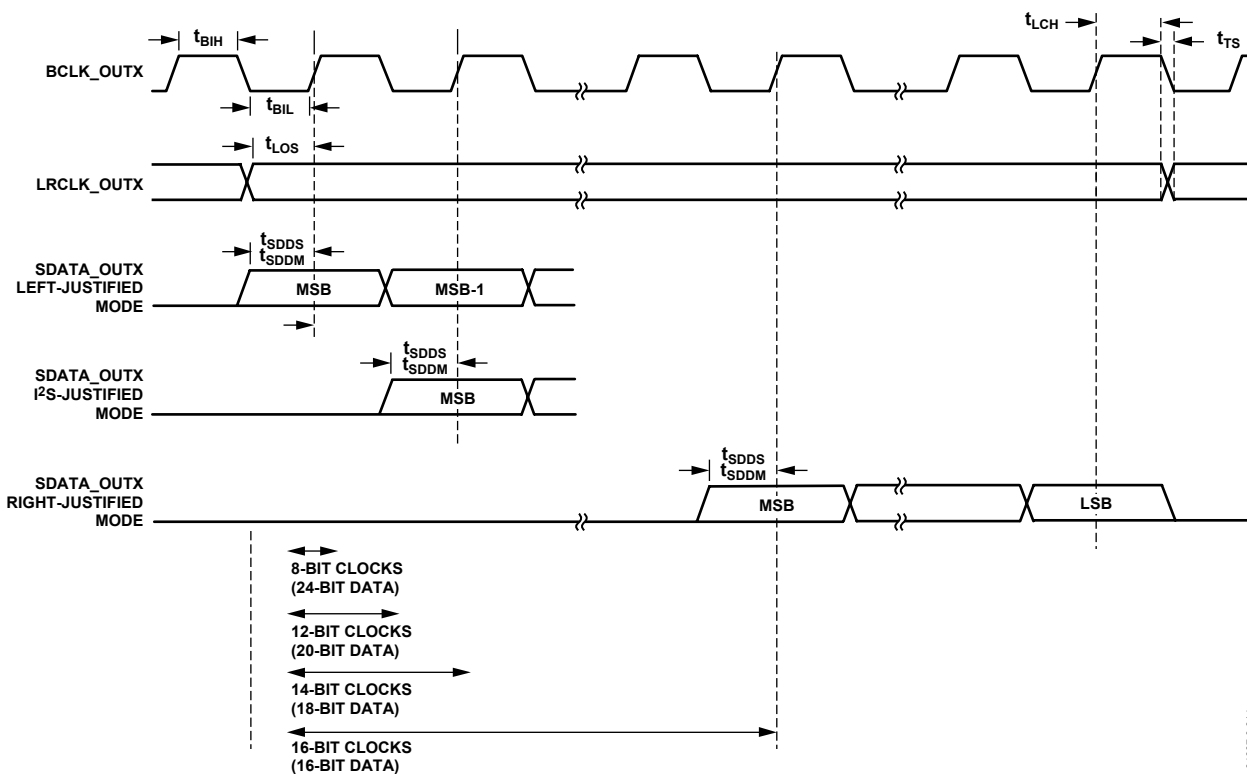 tBIH
tLCH
tTS
BCLK_OUTX
tBIL
tLOS
LRCLK_OUTX
tSDDS
tSDDM
SDATA_OUTX
LEFT-JUSTIFIED
MODE
MSB
MSB-1
tSDDS
tSDDM
SDATA_OUTX
I2S-JUSTIFIED
MODE
MSB
tSDDS
tSDDM
SDATA_OUTX
RIGHT-JUSTIFIED
MODE
MSB
LSB
8-BIT CLOCKS
(24-BIT DATA)
12-BIT CLOCKS
(20-BIT DATA)
14-BIT CLOCKS
(18-BIT DATA)
16-BIT CLOCKS
(16-BIT DATA)